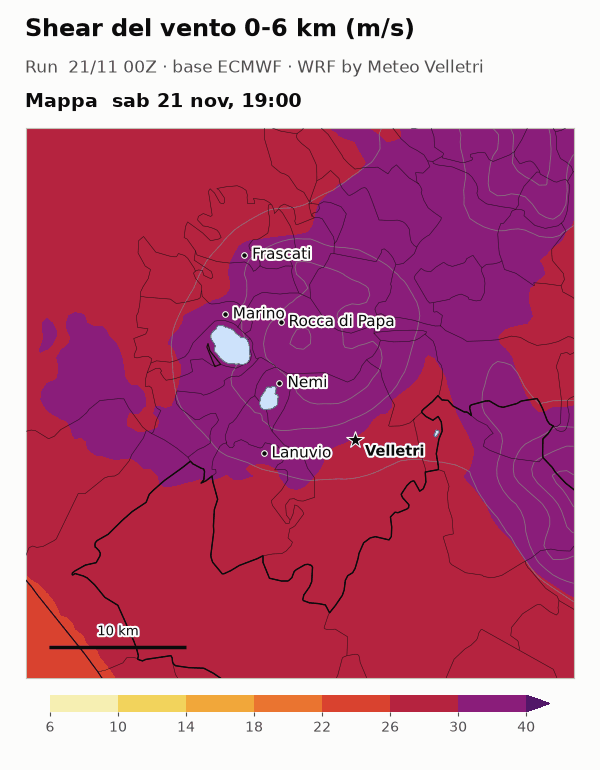 Shear del vento 0-6 km (m/s)
Run  21/11 00Z · base ECMWF · WRF by Meteo Velletri
Mappa  sab 21 nov, 19:00
Frascati
Marino
Rocca di Papa
Nemi
Velletri
Lanuvio
10 km
6 10 14 18 22 26 30 40